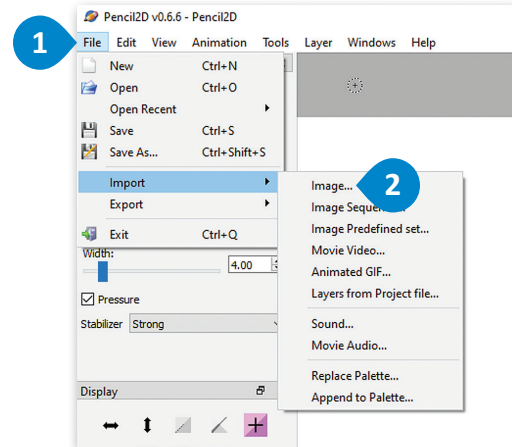 Pencil2D v0.6.6 - Pencil2D
1
File Edit View Animation Tools Layer Windows Help
New Ctrl+N
Open Ctrl+O
Open Recent
Save Ctrl+S
Save As... Ctrl+Shift+S
Import
Export
Exit Ctrl+Q
Image... 2
Image Sequen
Image Predefined set...
Movie Video...
Animated GIF...
Layers from Project file...
Sound...
Movie Audio...
Replace Palette...
Append to Palette...
Width:
4.00
Pressure
Stabilizer Strong
Display